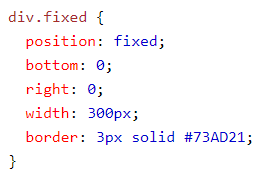 div.fixed {
  position: fixed;
  bottom: 0;
  right: 0;
  width: 300px;
  border: 3px solid #73AD21;
}